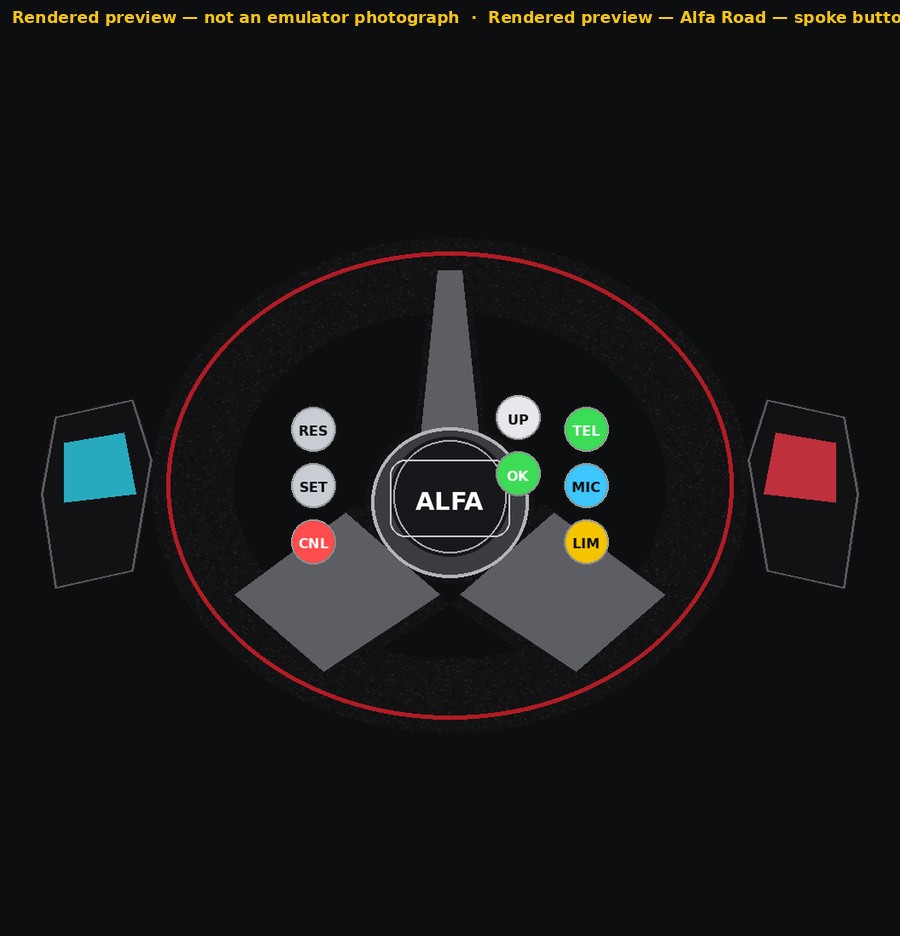 Rendered preview — not an emulator photograph · Rendered preview — Alfa Road — spoke butto
UP
RES
TEL
OK
SET
MIC
ALFA
CNL
LIM